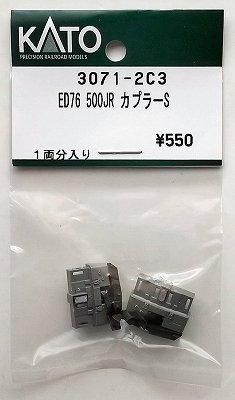 KATO
PRECISION RAILROAD MODELS
3071-2C3
ED76 500JR カプラーS
¥550
1両分入り